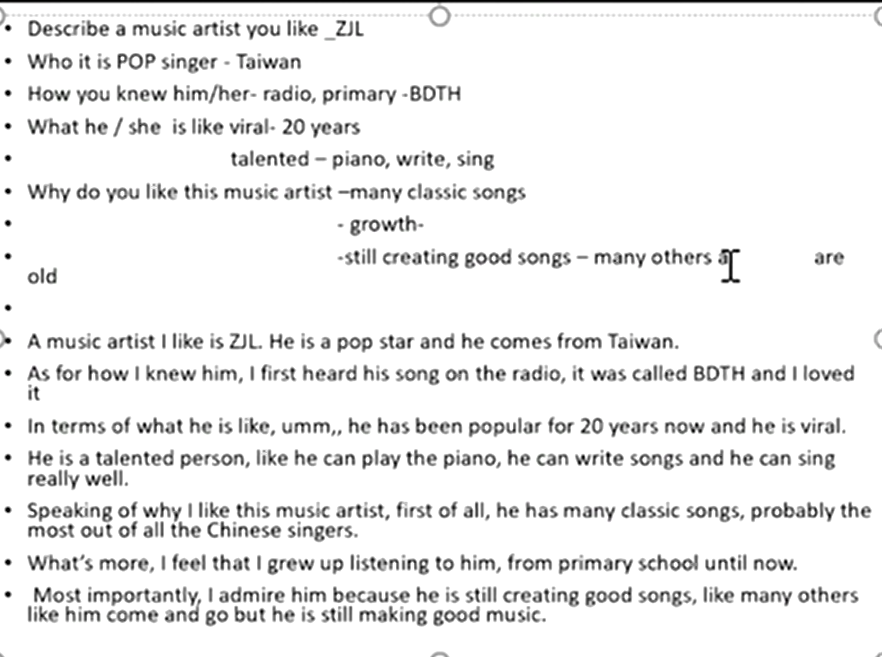 • Describe a music artist you like _ZJL
• Who it is POP singer - Taiwan
• How you knew him/her- radio, primary -BDTH
• What he / she is like viral- 20 years
• talented – piano, write, sing
• Why do you like this music artist –many classic songs
• - growth-
• -still creating good songs – many others a are
old
•
• A music artist I like is ZJL. He is a pop star and he comes from Taiwan.
• As for how I knew him, I first heard his song on the radio, it was called BDTH and I loved
it
• In terms of what he is like, umm,, he has been popular for 20 years now and he is viral.
• He is a talented person, like he can play the piano, he can write songs and he can sing
really well.
• Speaking of why I like this music artist, first of all, he has many classic songs, probably the
most out of all the Chinese singers.
• What's more, I feel that I grew up listening to him, from primary school until now.
• Most importantly, I admire him because he is still creating good songs, like many others
like him come and go but he is still making good music.